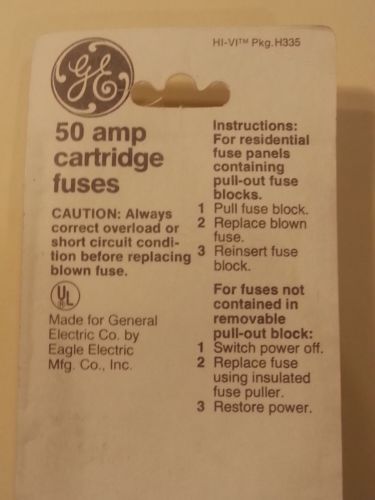 HI-VI™ Pkg.H335
GE
50 amp
cartridge
fuses
CAUTION: Always
correct overload or
short circuit condi-
tion before replacing
blown fuse.
UL
Made for General
Electric Co. by
Eagle Electric
Mfg. Co., Inc.
Instructions:
For residential
fuse panels
containing
pull-out fuse
blocks.
1 Pull fuse block.
2 Replace blown
fuse.
3 Reinsert fuse
block.
For fuses not
contained in
removable
pull-out block:
1 Switch power off.
2 Replace fuse
using insulated
fuse puller.
3 Restore power.